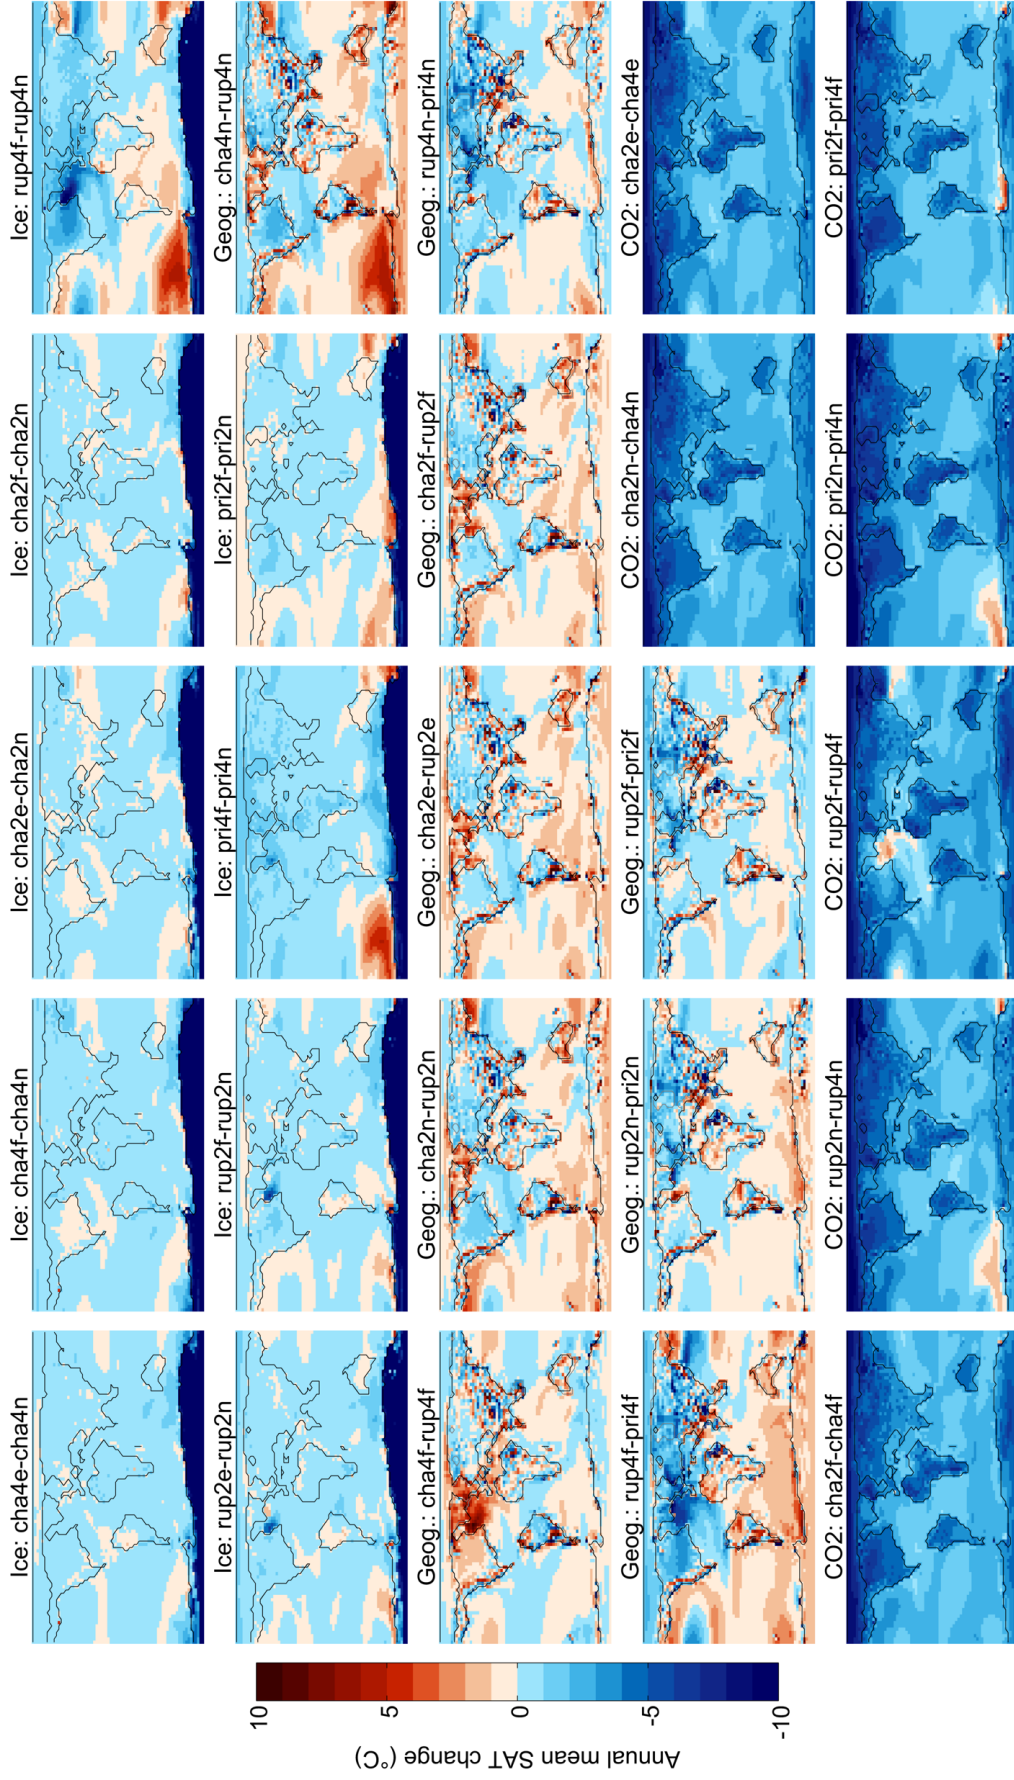 Ice: cha4e-cha4n
Ice: cha4f-cha4n
Ice: cha2e-cha2n
Ice: cha2f-cha2n
Ice: rup4f-rup4n
Ice: rup2e-rup2n
Ice: rup2f-rup2n
Ice: pri4f-pri4n
Ice: pri2f-pri2n
Geog.: cha4n-rup4n
Geog.: cha4f-rup4f
Geog.: cha2n-rup2n
Geog.: cha2e-rup2e
Geog.: cha2f-rup2f
Geog.: rup4n-pri4n
Geog.: rup4f-pri4f
Geog.: rup2n-pri2n
Geog.: rup2f-pri2f
CO2: cha2n-cha4n
CO2: cha2e-cha4e
CO2: cha2f-cha4f
CO2: rup2n-rup4n
CO2: rup2f-rup4f
CO2: pri2n-pri4n
CO2: pri2f-pri4f
10
5
0
-5
-10
Annual mean SAT change (°C)